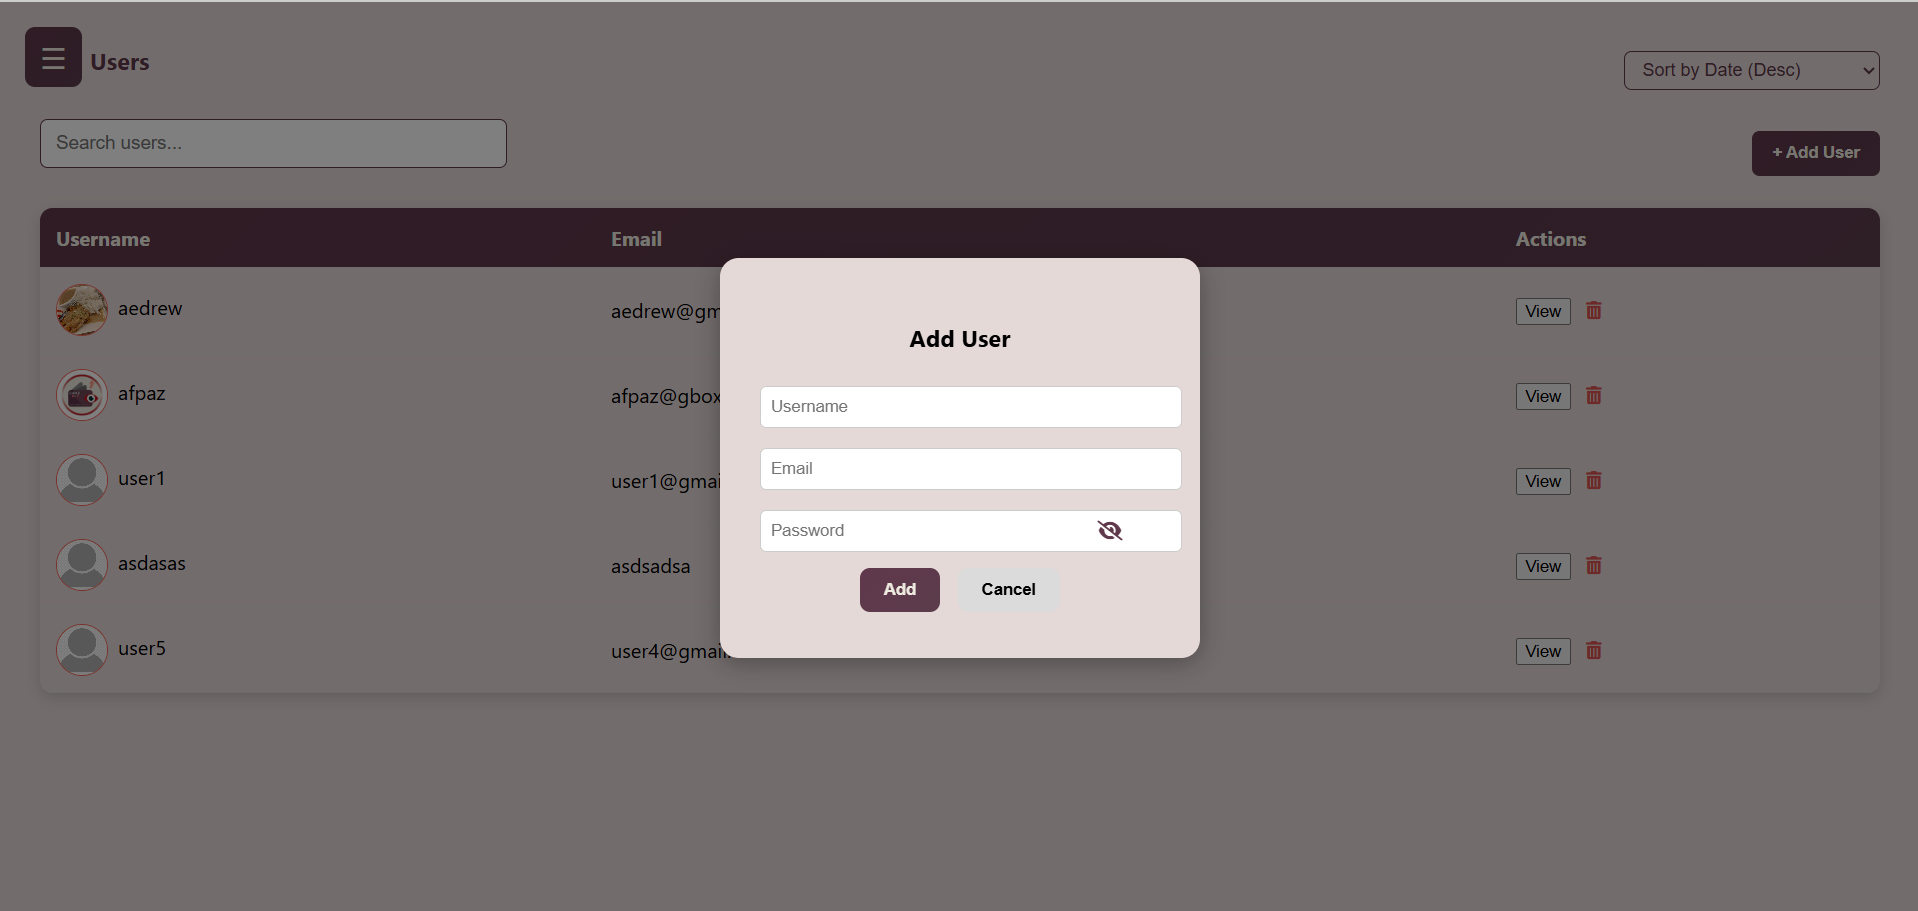 ☰ Users
Sort by Date (Desc)
Search users...
+ Add User
Username Email Actions
aedrew aedrew@gm View
afpaz afpaz@gbox View
user1 user1@gmai View
asdasas asdsadsa View
user5 user4@gmail. View
Add User
Username
Email
Password
Add Cancel